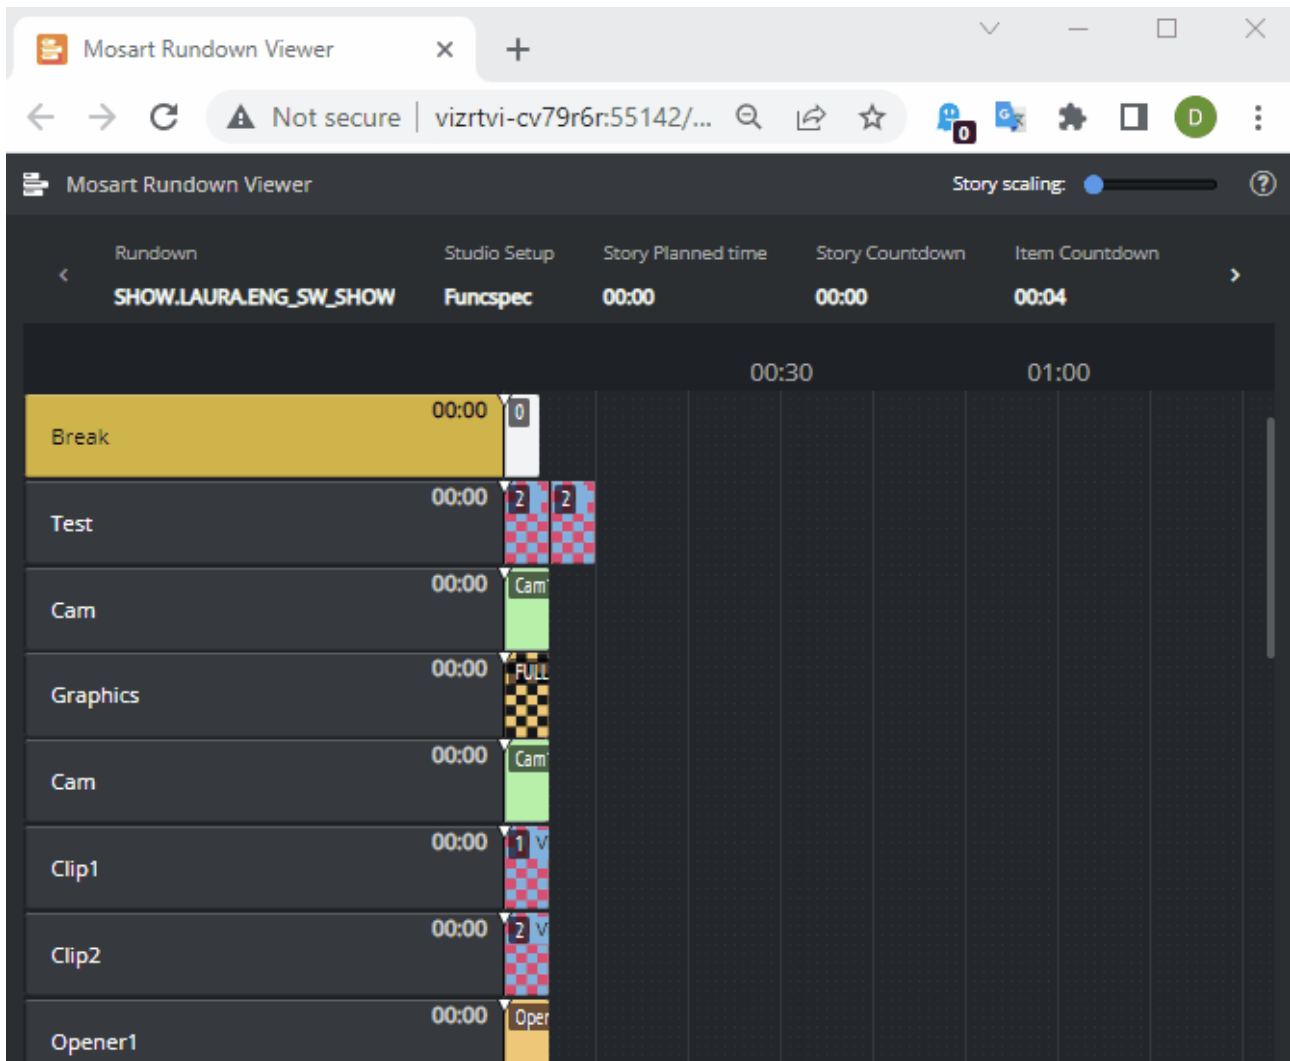 Mosart Rundown Viewer
Not secure vizrtvi-cv79r6r:55142/...
0
D
Mosart Rundown Viewer
Story scaling:
Rundown Studio Setup Story Planned time Story Countdown Item Countdown
SHOW.LAURA.ENG_SW_SHOW Funcspec 00:00 00:00 00:04
00:30 01:00
Break 00:00 0
Test 00:00 2 2
Cam 00:00 Cam
Graphics 00:00 FULL
Cam 00:00 Cam
Clip1 00:00 1 V
Clip2 00:00 2 V
Opener1 00:00 Oper